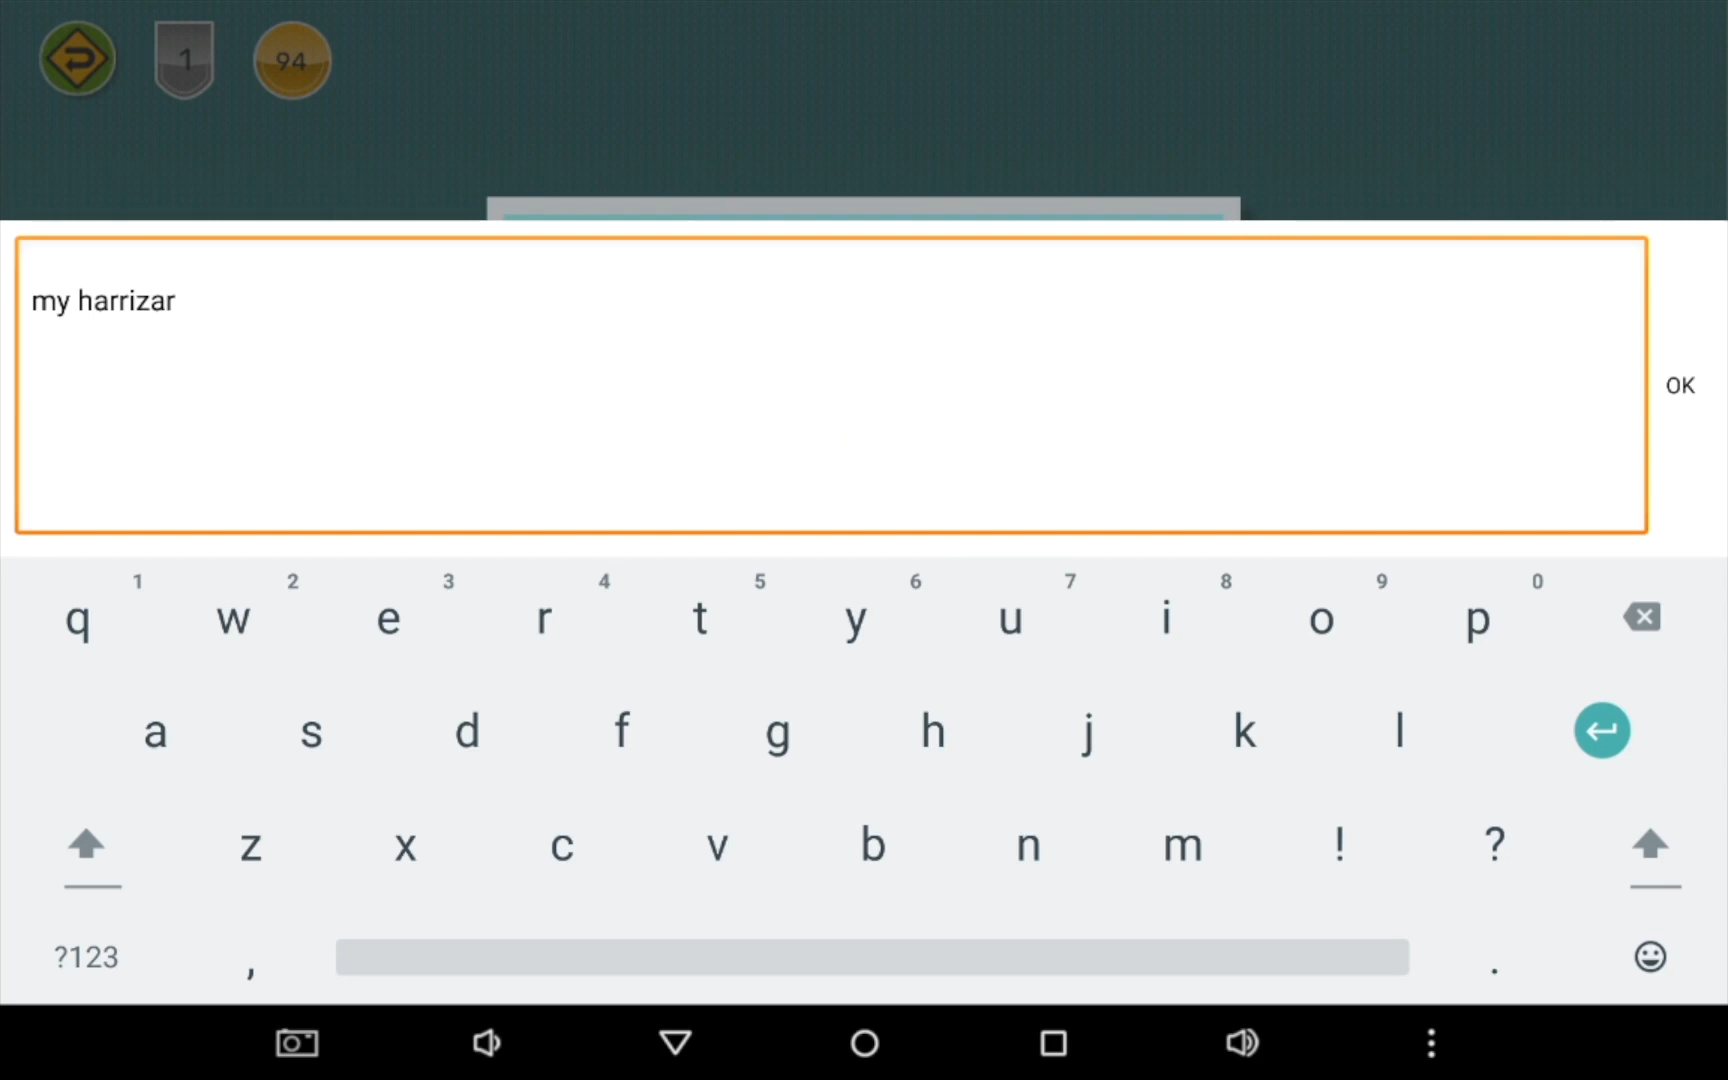 1 94
my harrizar
OK
1 2 3 4 5 6 7 8 9 0
q w e r t y u i o p
a s d f g h j k l
z x c v b n m ! ?
?123 , .